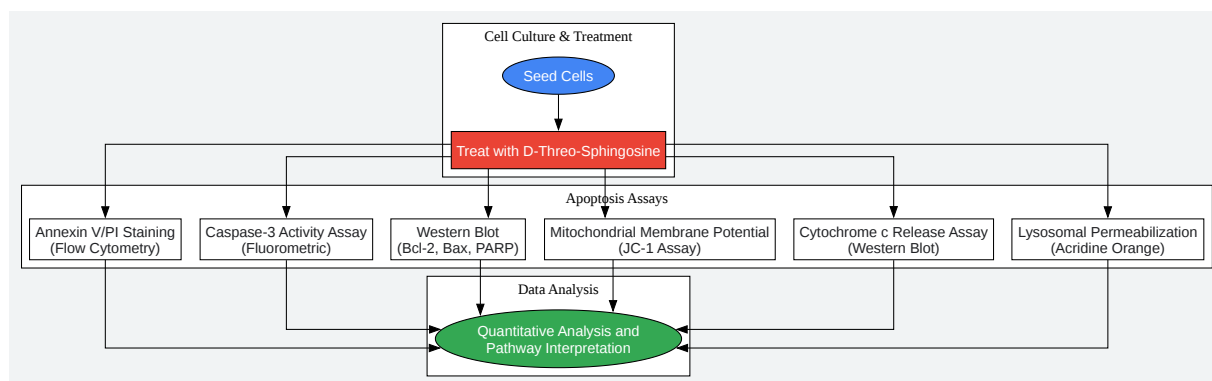 Cell Culture & Treatment
Seed Cells
Treat with D-Threo-Sphingosine
Apoptosis Assays
Annexin V/PI Staining
(Flow Cytometry)
Caspase-3 Activity Assay
(Fluorometric)
Western Blot
(Bcl-2, Bax, PARP)
Mitochondrial Membrane Potential
(JC-1 Assay)
Cytochrome c Release Assay
(Western Blot)
Lysosomal Permeabilization
(Acridine Orange)
Data Analysis
Quantitative Analysis and
Pathway Interpretation